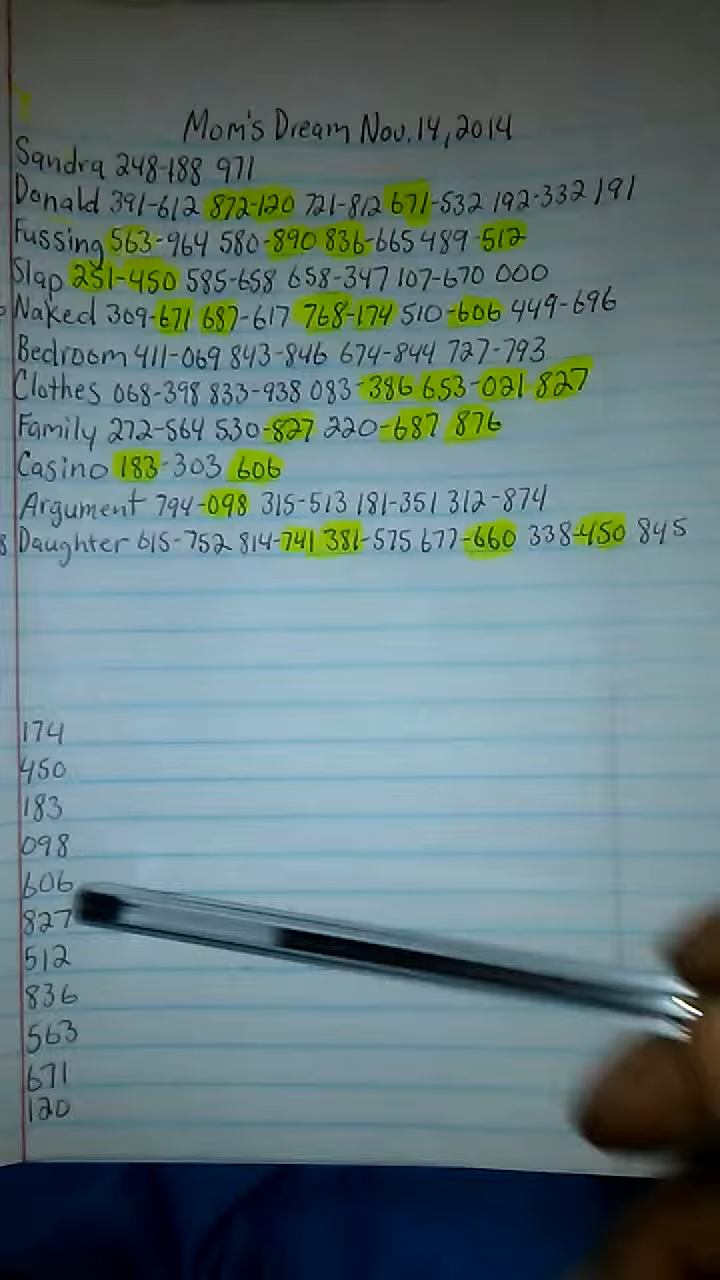 Mom's Dream Nov. 14, 2014
Sandra 248-188 971
Donald 391-612 872-120 721-812 671-532 192-332 191
Fussing 563-964 580-890 836-665 489-512
Slap 251-450 585-658 658-347 107-670 000
Naked 309-671 687-617 768-174 510-606 449-696
Bedroom 411-069 843-846 674-844 727-793
Clothes 068-398 833-938 083-386 653-021 827
Family 272-564 530-827 220-687 876
Casino 183-303 606
Argument 794-098 315-513 181-351 312-874
Daughter 615-752 814-741 381-575 677-660 338-450 845
174
450
183
098
606
827
512
836
563
671
120